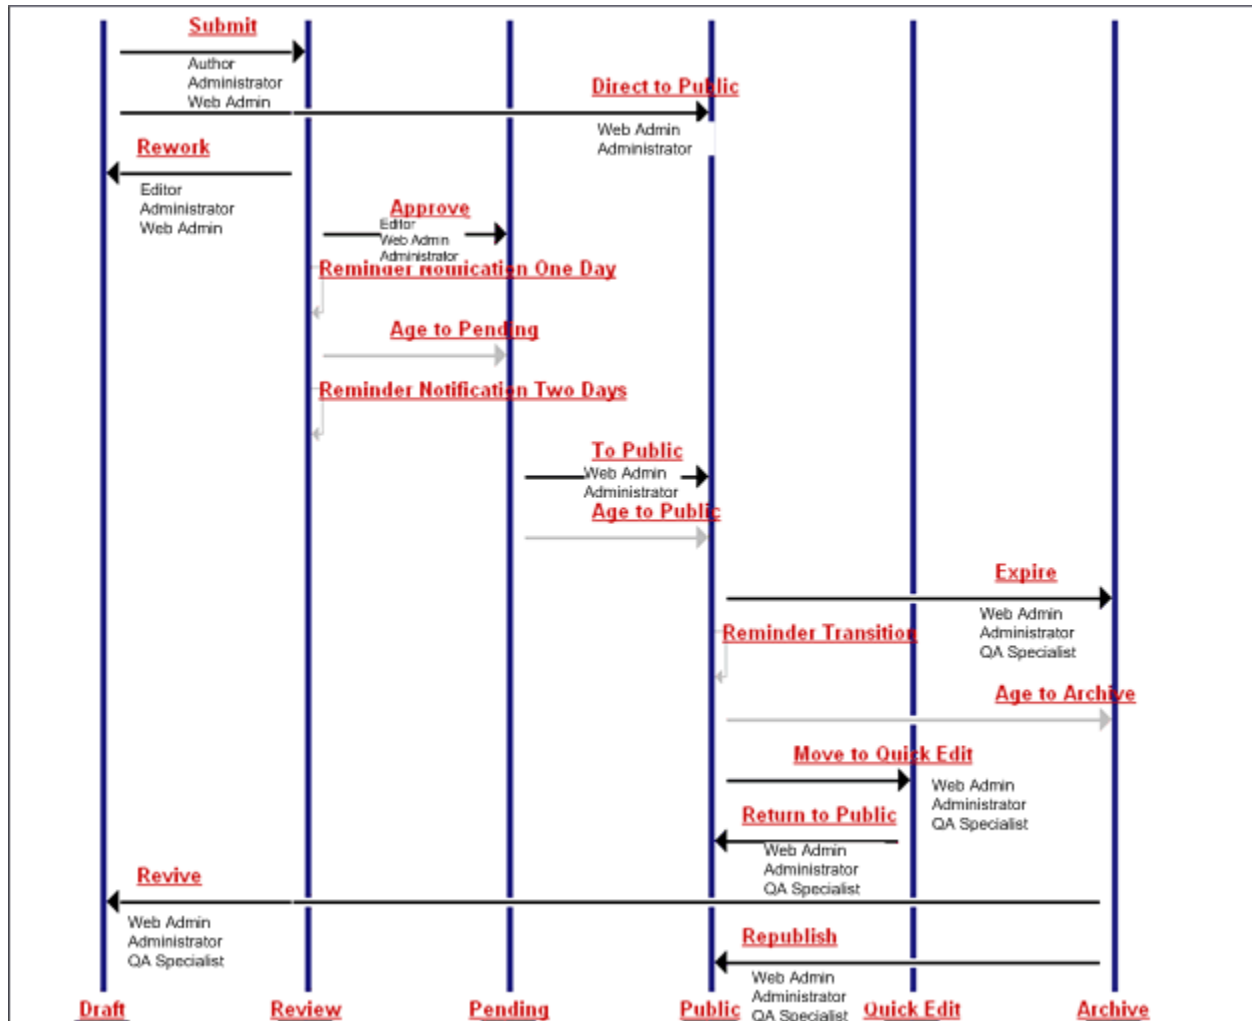 Submit
Author
Administrator
Web Admin
Direct to Public
Web Admin
Administrator
Rework
Editor
Administrator
Web Admin
Approve
Editor
Web Admin
Administrator
Reminder Notification One Day
Age to Pending
Reminder Notification Two Days
To Public
Web Admin
Administrator
Age to Public
Expire
Web Admin
Administrator
QA Specialist
Reminder Transition
Age to Archive
Move to Quick Edit
Web Admin
Administrator
QA Specialist
Return to Public
Web Admin
Administrator
QA Specialist
Revive
Web Admin
Administrator
QA Specialist
Republish
Web Admin
Administrator
QA Specialist
Draft
Review
Pending
Public
Quick Edit
Archive